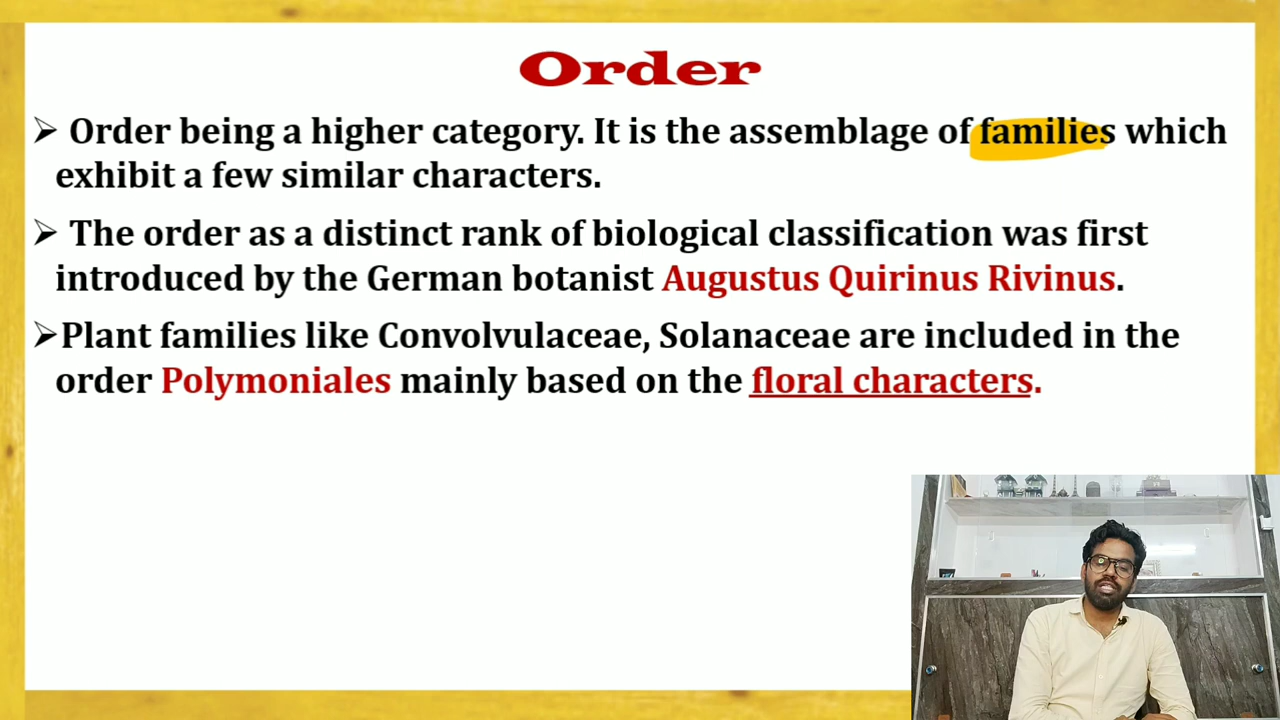 Order
➢ Order being a higher category. It is the assemblage of families which
exhibit a few similar characters.
➢ The order as a distinct rank of biological classification was first
introduced by the German botanist Augustus Quirinus Rivinus.
➢Plant families like Convolvulaceae, Solanaceae are included in the
order Polymoniales mainly based on the floral characters.